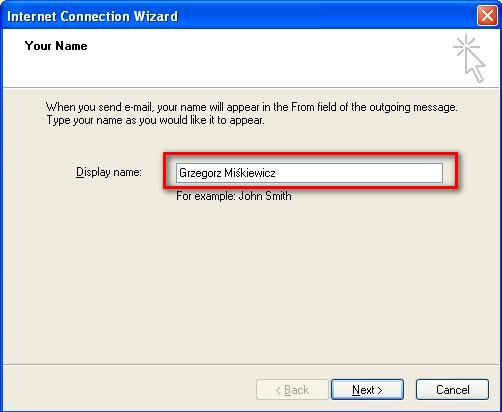 Internet Connection Wizard
Your Name
When you send e-mail, your name will appear in the From field of the outgoing message.
Type your name as you would like it to appear.
Display name: Grzegorz Miśkiewicz
For example: John Smith
< Back Next > Cancel